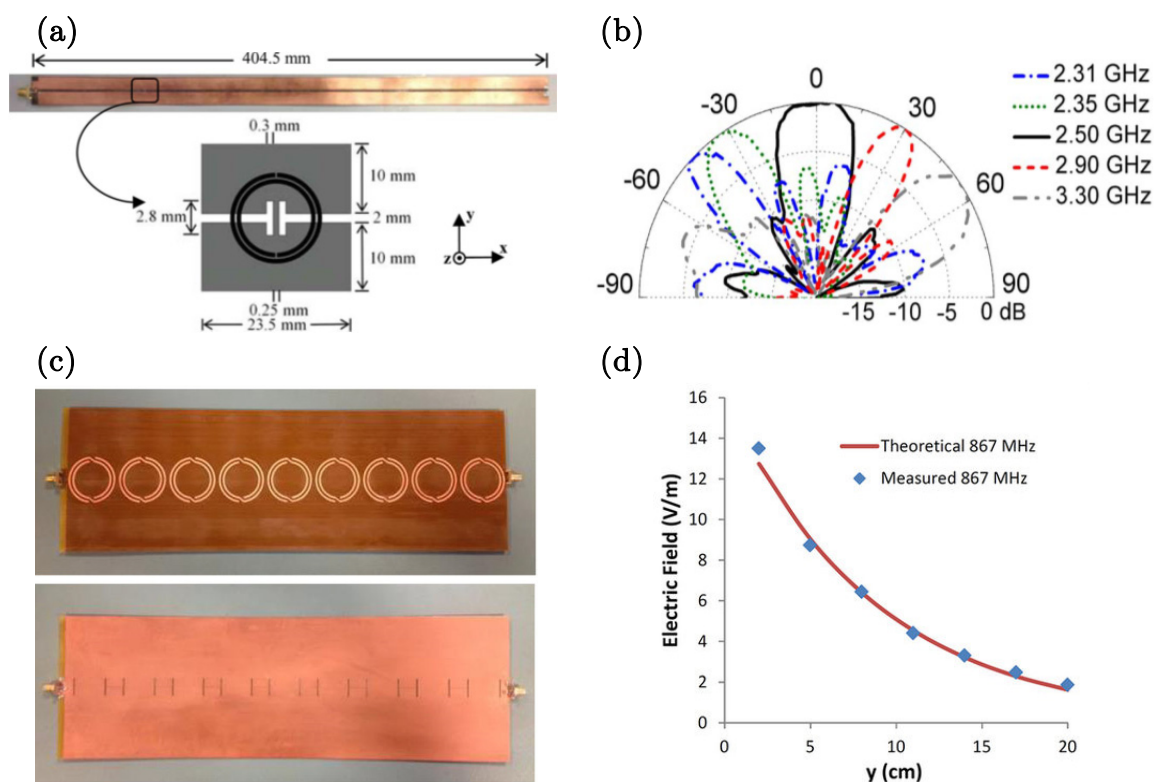 (a)
404.5 mm
0.3 mm
10 mm
2.8 mm
2 mm
10 mm
0.25 mm
23.5 mm
y
z
x
(b)
0
-30
30
-60
60
-90
90
-15 -10 -5 0 dB
2.31 GHz
2.35 GHz
2.50 GHz
2.90 GHz
3.30 GHz
(c)
(d)
Electric Field (V/m)
16
14
12
10
8
6
4
2
0
0 5 10 15 20
y (cm)
Theoretical 867 MHz
Measured 867 MHz